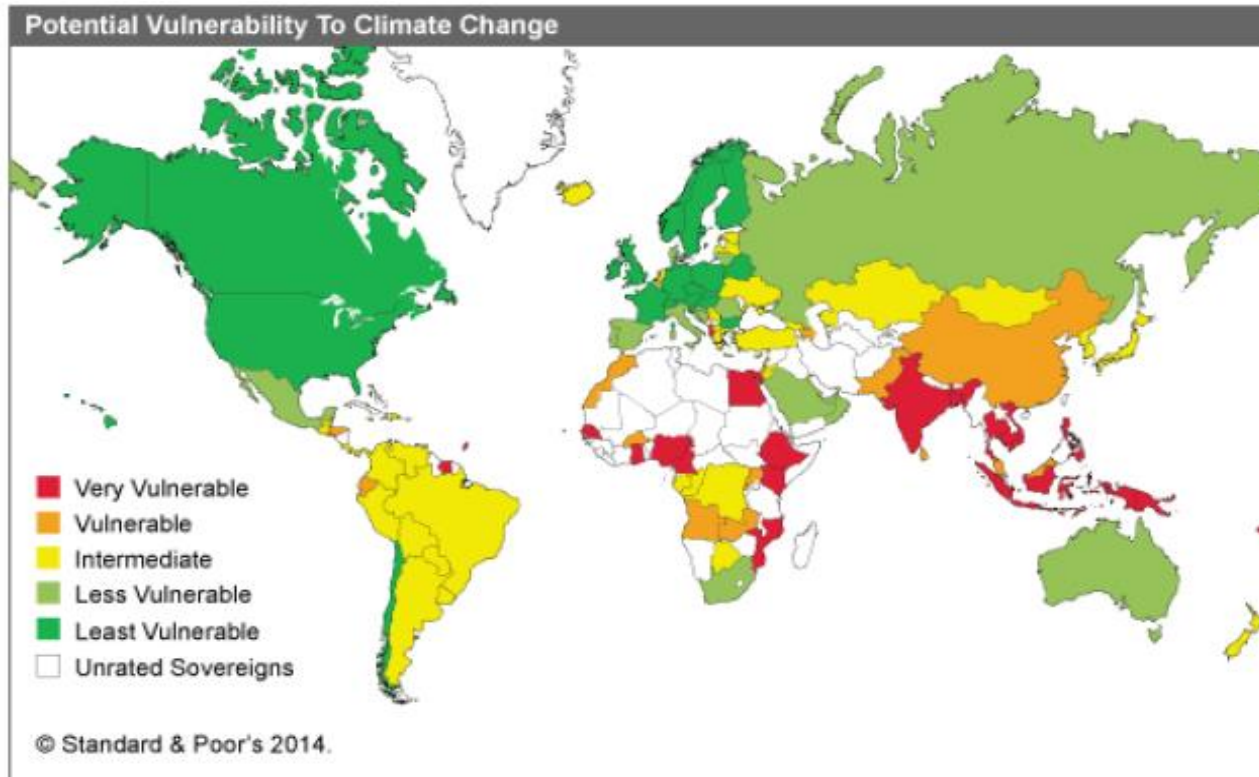 Potential Vulnerability To Climate Change
Very Vulnerable
Vulnerable
Intermediate
Less Vulnerable
Least Vulnerable
Unrated Sovereigns
© Standard & Poor's 2014.